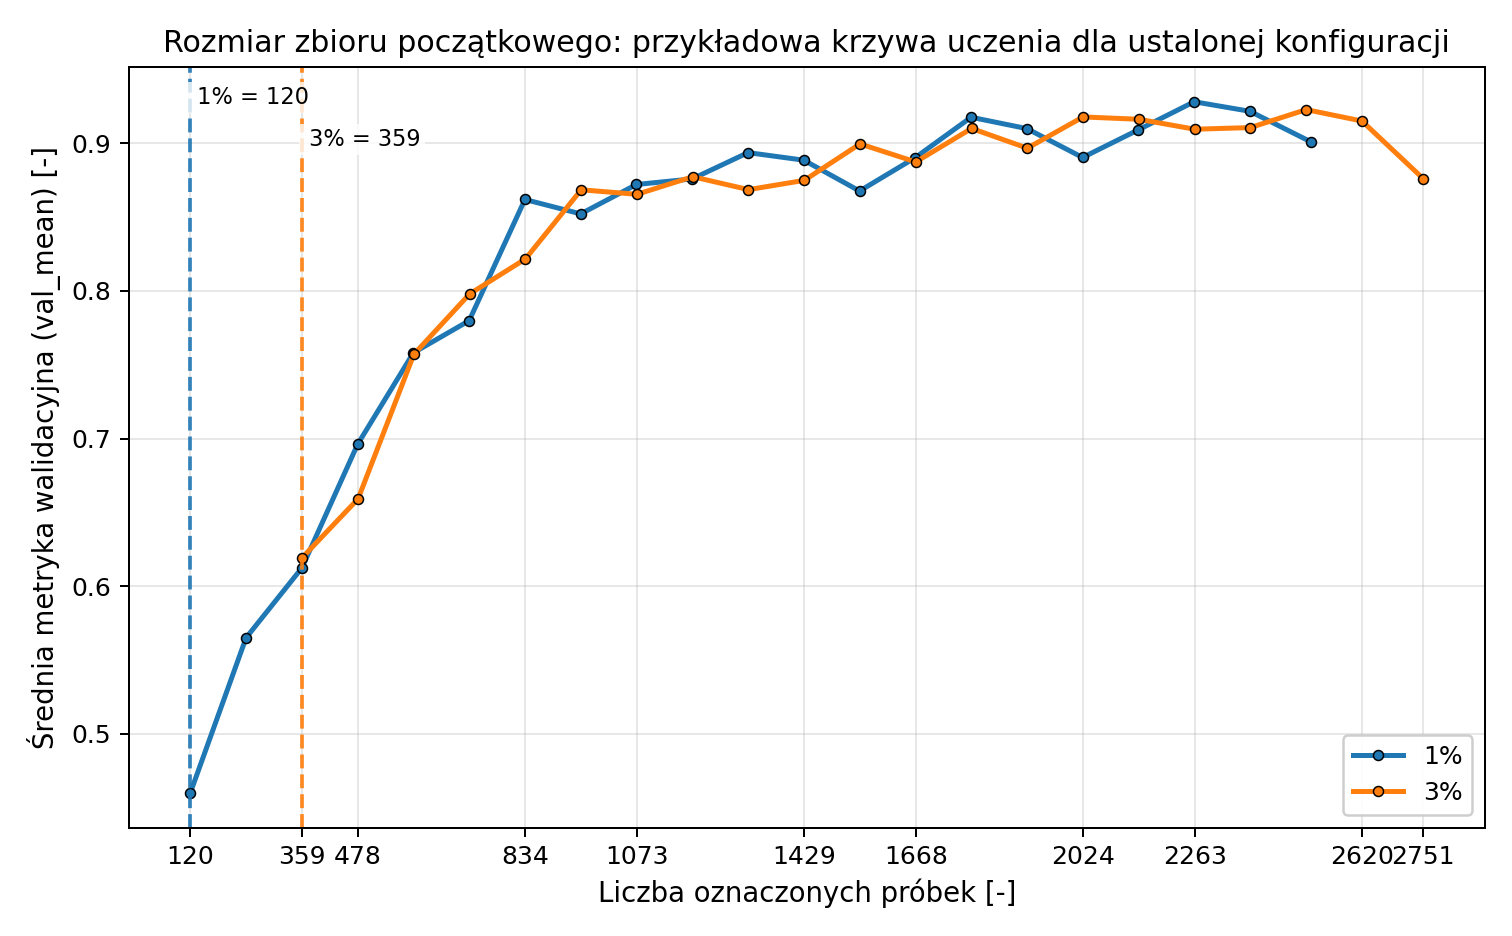 Rozmiar zbioru początkowego: przykładowa krzywa uczenia dla ustalonej konfiguracji
1% = 120
3% = 359
Średnia metryka walidacyjna (val_mean) [-]
0.9
0.8
0.7
0.6
0.5
1%
3%
120 359 478 834 1073 1429 1668 2024 2263 2620 2751
Liczba oznaczonych próbek [-]